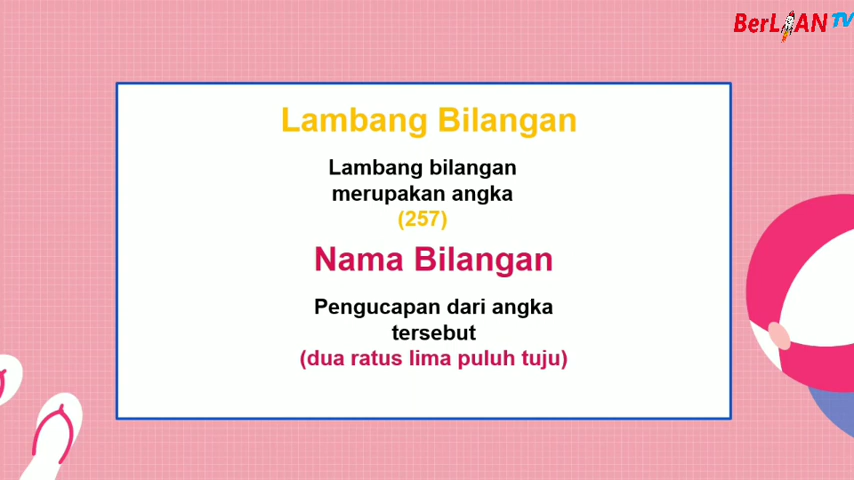 BerLIAN TV
Lambang Bilangan
Lambang bilangan
merupakan angka
(257)
Nama Bilangan
Pengucapan dari angka
tersebut
(dua ratus lima puluh tuju)